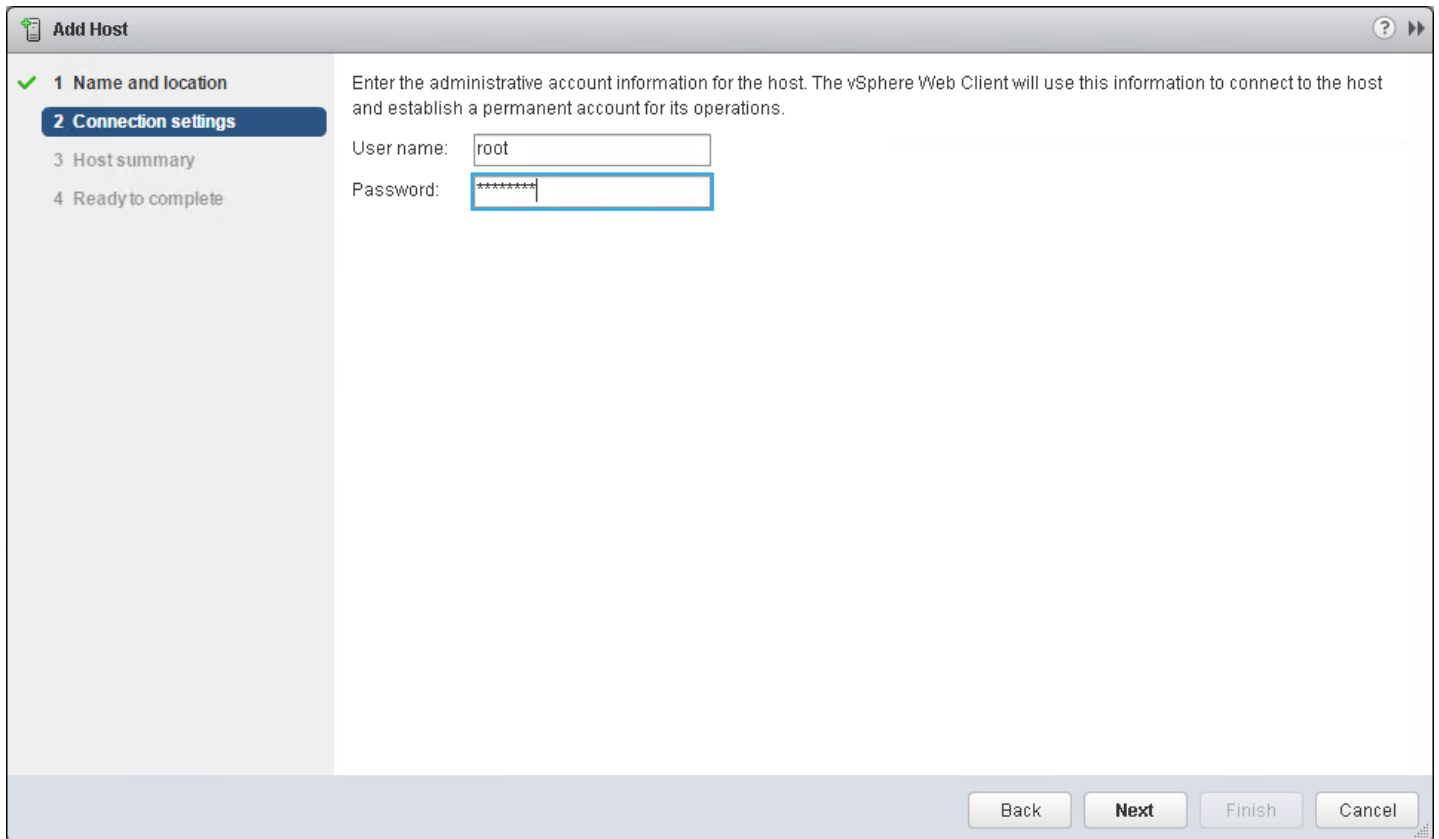 Add Host
?
1 Name and location
2 Connection settings
3 Host summary
4 Ready to complete
Enter the administrative account information for the host. The vSphere Web Client will use this information to connect to the host
and establish a permanent account for its operations.
User name: root
Password: ********
Back Next Finish Cancel